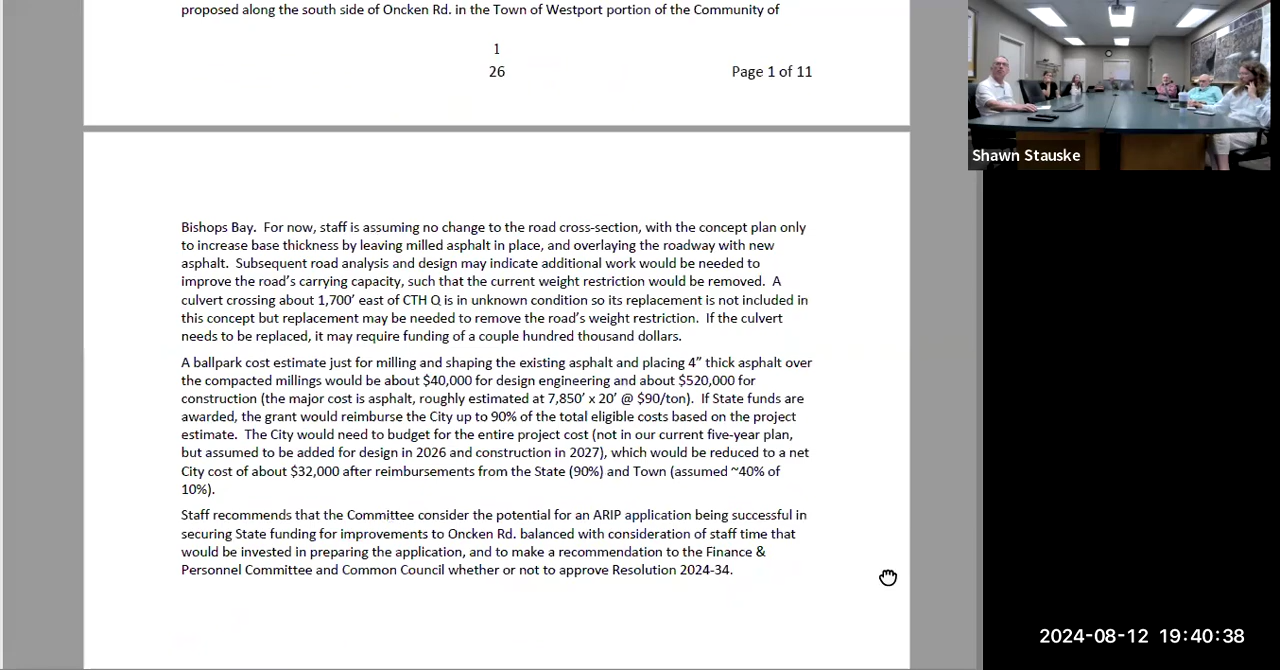 proposed along the south side of Oncken Rd. in the Town of Westport portion of the Community of
1
26
Page 1 of 11
Bishops Bay.  For now, staff is assuming no change to the road cross-section, with the concept plan only
to increase base thickness by leaving milled asphalt in place, and overlaying the roadway with new
asphalt.  Subsequent road analysis and design may indicate additional work would be needed to
improve the road's carrying capacity, such that the current weight restriction would be removed.  A
culvert crossing about 1,700' east of CTH Q is in unknown condition so its replacement is not included in
this concept but replacement may be needed to remove the road's weight restriction.  If the culvert
needs to be replaced, it may require funding of a couple hundred thousand dollars.
A ballpark cost estimate just for milling and shaping the existing asphalt and placing 4" thick asphalt over
the compacted millings would be about $40,000 for design engineering and about $520,000 for
construction (the major cost is asphalt, roughly estimated at 7,850' x 20' @ $90/ton).  If State funds are
awarded, the grant would reimburse the City up to 90% of the total eligible costs based on the project
estimate.  The City would need to budget for the entire project cost (not in our current five-year plan,
but assumed to be added for design in 2026 and construction in 2027), which would be reduced to a net
City cost of about $32,000 after reimbursements from the State (90%) and Town (assumed ~40% of
10%).
Staff recommends that the Committee consider the potential for an ARIP application being successful in
securing State funding for improvements to Oncken Rd. balanced with consideration of staff time that
would be invested in preparing the application, and to make a recommendation to the Finance &
Personnel Committee and Common Council whether or not to approve Resolution 2024-34.
Shawn Stauske
2024-08-12 19:40:38